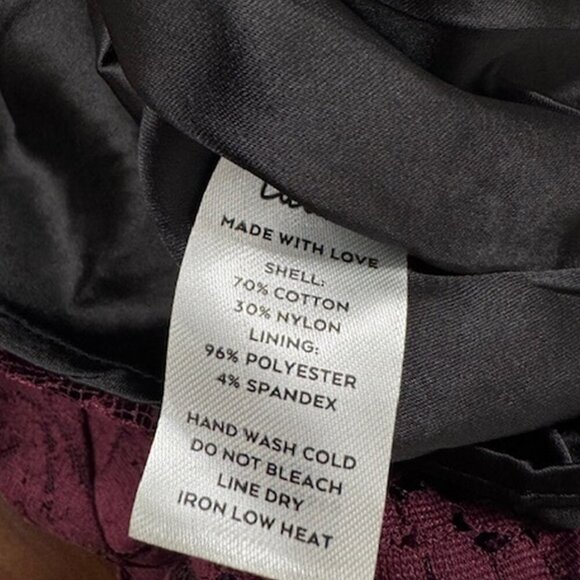 MADE WITH LOVE
SHELL:
70% COTTON
30% NYLON
LINING:
96% POLYESTER
4% SPANDEX
HAND WASH COLD
DO NOT BLEACH
LINE DRY
IRON LOW HEAT